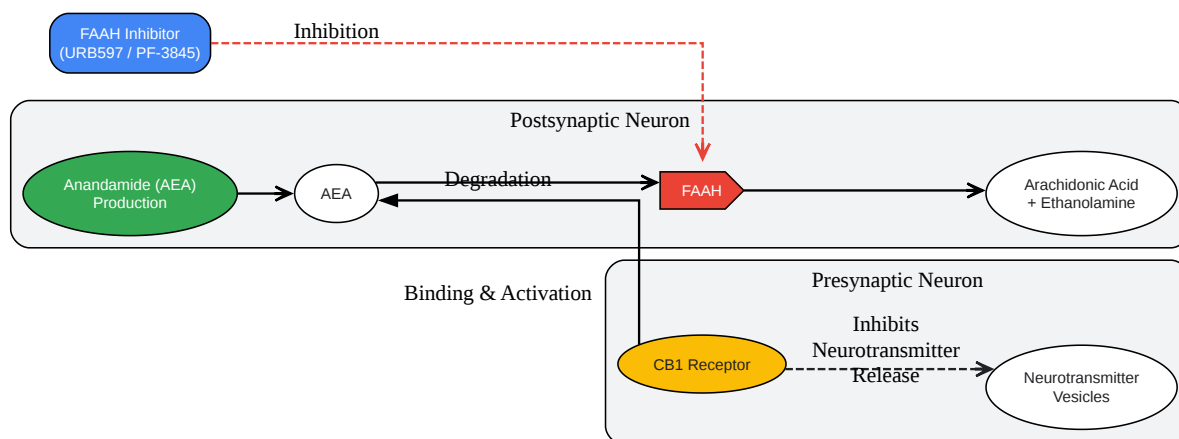 FAAH Inhibitor
(URB597 / PF-3845)
Inhibition
Postsynaptic Neuron
Anandamide (AEA)
Production
AEA
Degradation
FAAH
Arachidonic Acid
+ Ethanolamine
Binding & Activation
Presynaptic Neuron
CB1 Receptor
Inhibits
Neurotransmitter
Release
Neurotransmitter
Vesicles